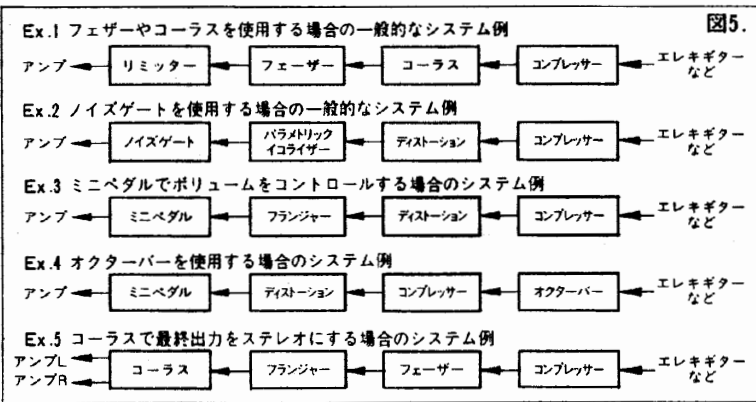 図5.
Ex.1 フェザーやコーラスを使用する場合の一般的なシステム例
アンプ リミッター フェーザー コーラス コンプレッサー エレキギターなど
Ex.2 ノイズゲートを使用する場合の一般的なシステム例
アンプ ノイズゲート パラメトリックイコライザー ディストーション コンプレッサー エレキギターなど
Ex.3 ミニペダルでボリュームをコントロールする場合のシステム例
アンプ ミニペダル フランジャー ディストーション コンプレッサー エレキギターなど
Ex.4 オクターバーを使用する場合のシステム例
アンプ ミニペダル ディストーション コンプレッサー オクターバー エレキギターなど
Ex.5 コーラスで最終出力をステレオにする場合のシステム例
アンプL
アンプR
コーラス フランジャー フェーザー コンプレッサー エレキギターなど